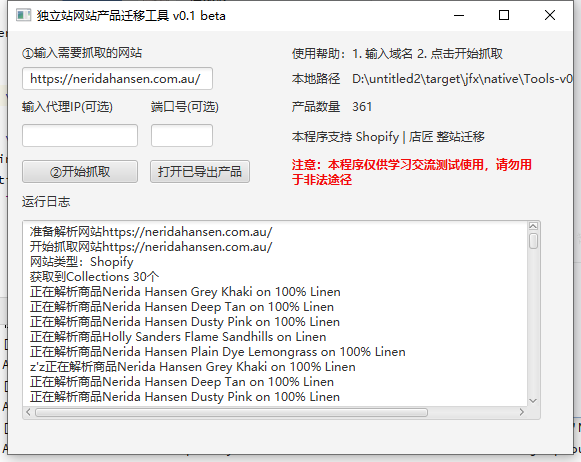 独立站网站产品迁移工具 v0.1 beta
①输入需要抓取的网站
使用帮助：1. 输入域名 2. 点击开始抓取
https://neridahansen.com.au/
本地路径 D:\untitled2\target\jfx\native\Tools-v0
输入代理IP(可选) 端口号(可选)
产品数量 361
本程序支持 Shopify | 店匠 整站迁移
②开始抓取 打开已导出产品
注意：本程序仅供学习交流测试使用，请勿用
于非法途径
运行日志
准备解析网站https://neridahansen.com.au/
开始抓取网站https://neridahansen.com.au/
网站类型：Shopify
获取到Collections 30个
正在解析商品Nerida Hansen Grey Khaki on 100% Linen
正在解析商品Nerida Hansen Deep Tan on 100% Linen
正在解析商品Nerida Hansen Dusty Pink on 100% Linen
正在解析商品Holly Sanders Flame Sandhills on Linen
正在解析商品Nerida Hansen Plain Dye Lemongrass on 100% Linen
z'z正在解析商品Nerida Hansen Grey Khaki on 100% Linen
正在解析商品Nerida Hansen Deep Tan on 100% Linen
正在解析商品Nerida Hansen Dusty Pink on 100% Linen